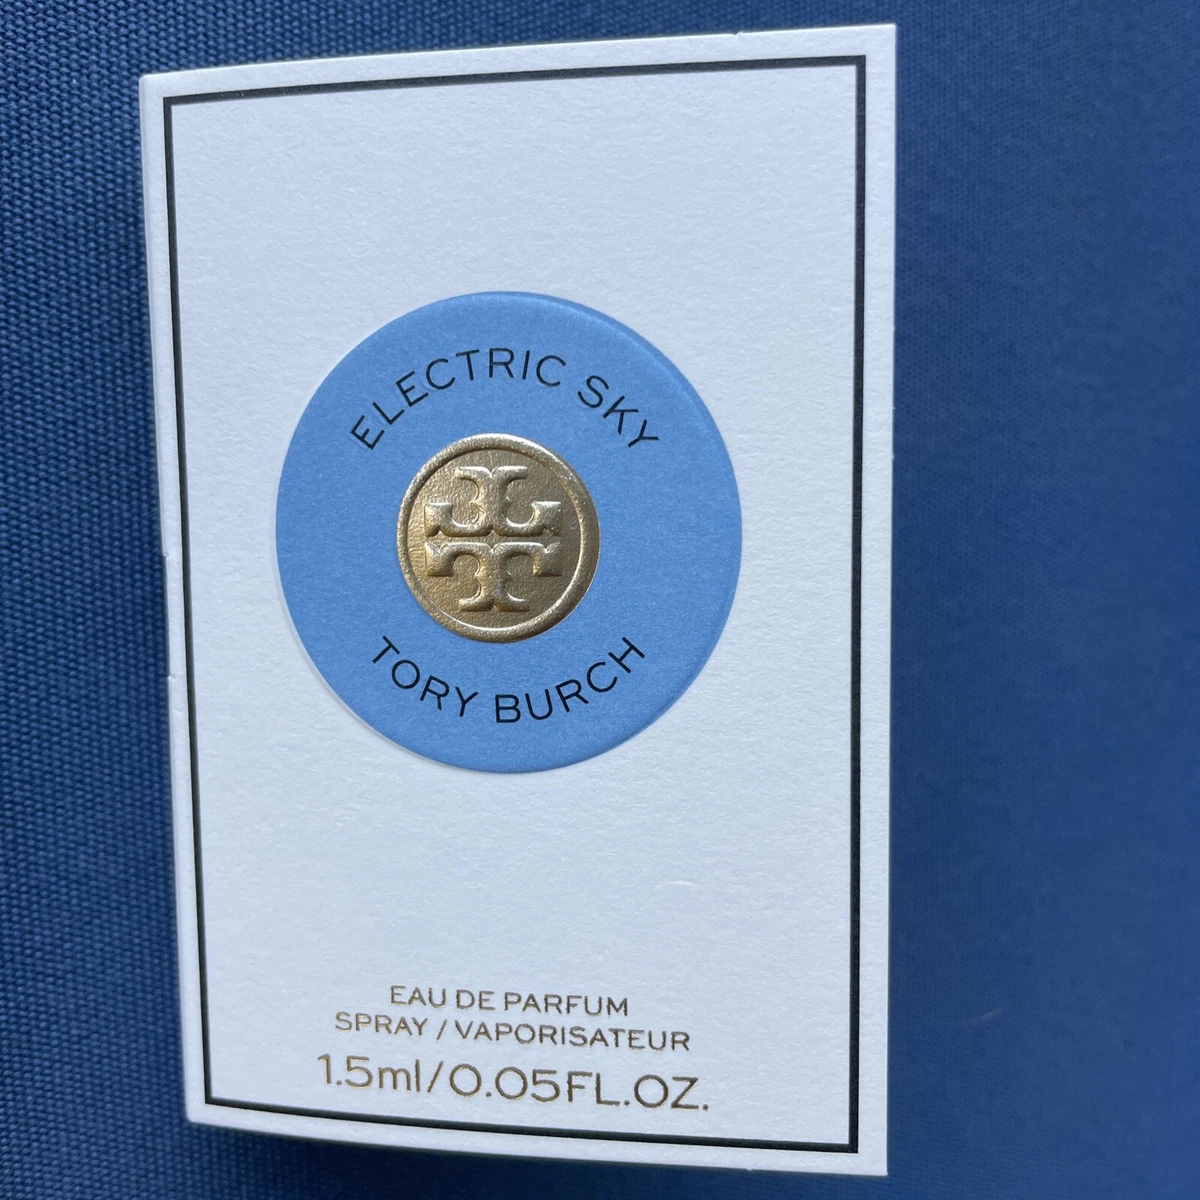 ELECTRIC SKY
TORY BURCH
EAU DE PARFUM
SPRAY / VAPORISATEUR
1.5ml/0.05FL.OZ.